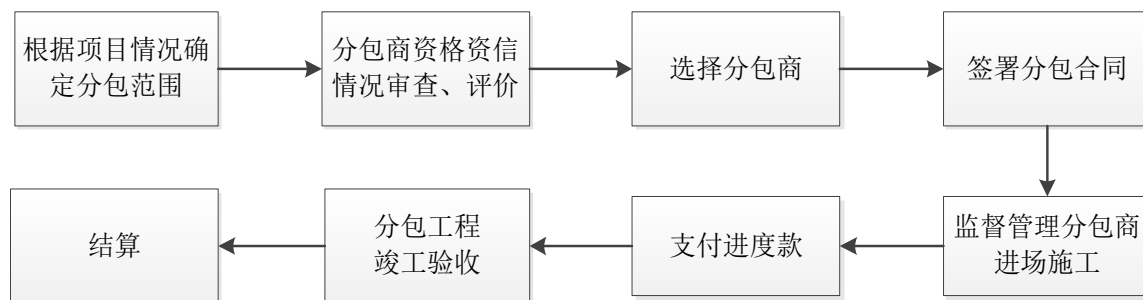 根据项目情况确
定分包范围
分包商资格资信
情况审查、评价
选择分包商
签署分包合同
监督管理分包商
进场施工
支付进度款
分包工程
竣工验收
结算